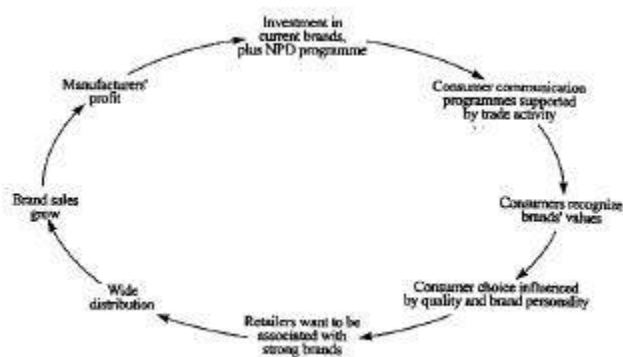 Investment in
current brands,
plus NPD programme
Consumer communication
programmes supported
by trade activity
Consumers recognize
brands' values
Consumer choice influenced
by quality and brand personality
Retailers want to be
associated with
strong brands
Wide
distribution
Brand sales
grow
Manufacturers'
profit